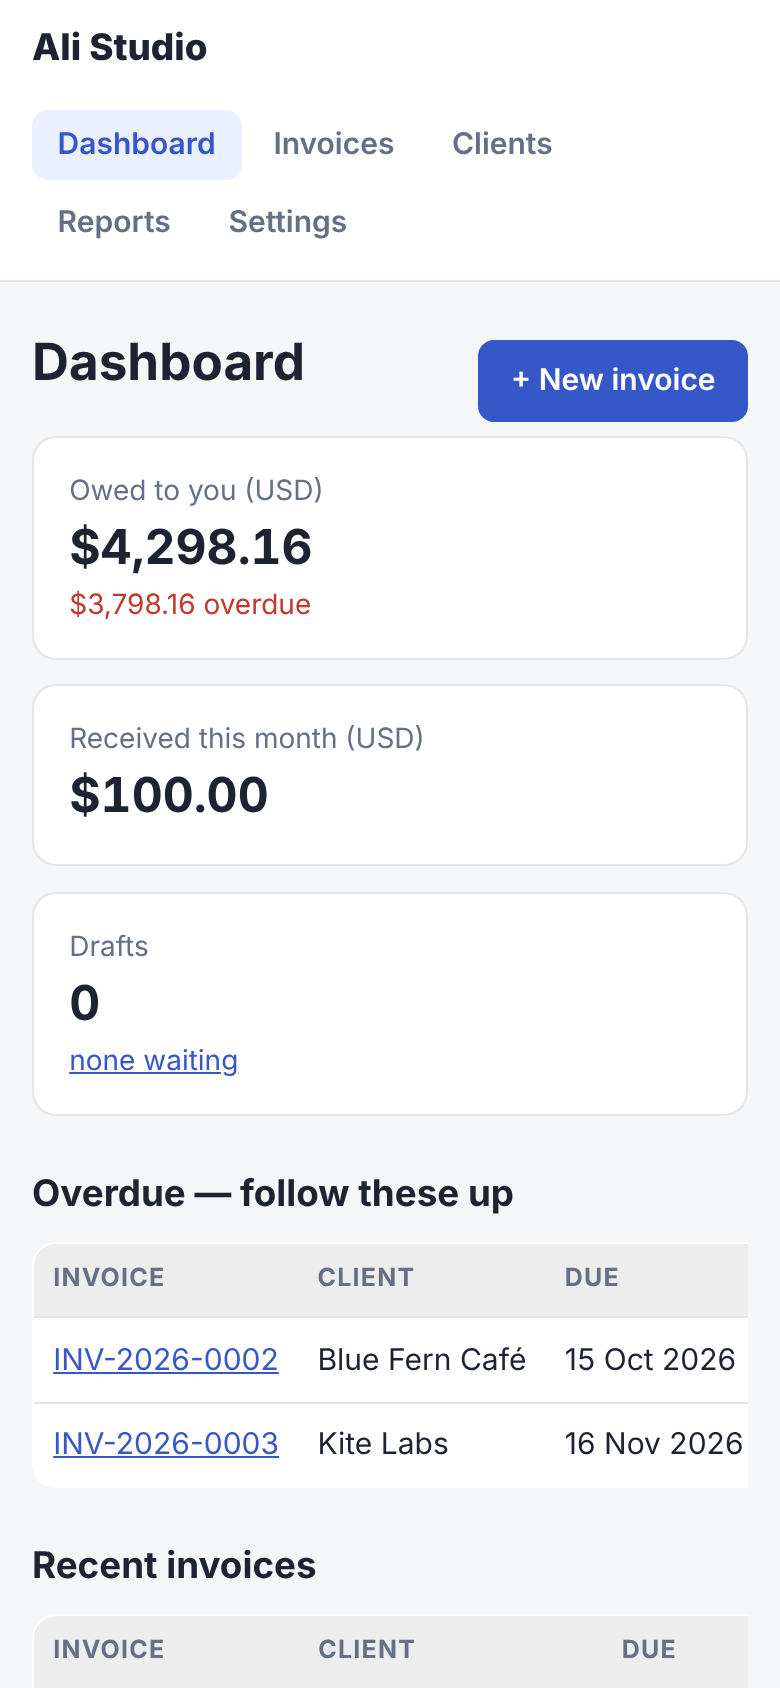 Ali Studio
Dashboard Invoices Clients
Reports Settings
Dashboard
+ New invoice
Owed to you (USD)
$4,298.16
$3,798.16 overdue
Received this month (USD)
$100.00
Drafts
0
none waiting
Overdue — follow these up
INVOICE CLIENT DUE
INV-2026-0002 Blue Fern Café 15 Oct 2026
INV-2026-0003 Kite Labs 16 Nov 2026
Recent invoices
INVOICE CLIENT DUE